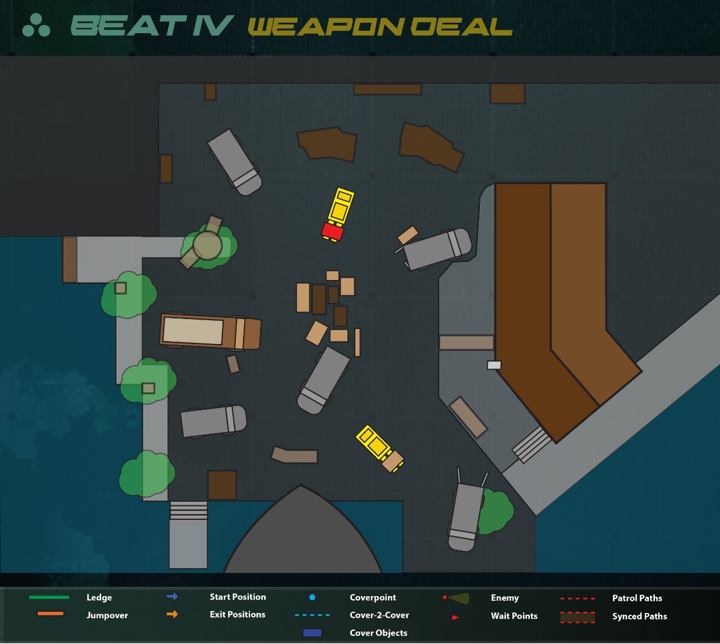 BEAT IV WEAPON DEAL
Ledge
Start Position
Coverpoint
Enemy
Patrol Paths
Jumpover
Exit Positions
Cover-2-Cover
Wait Points
Synced Paths
Cover Objects